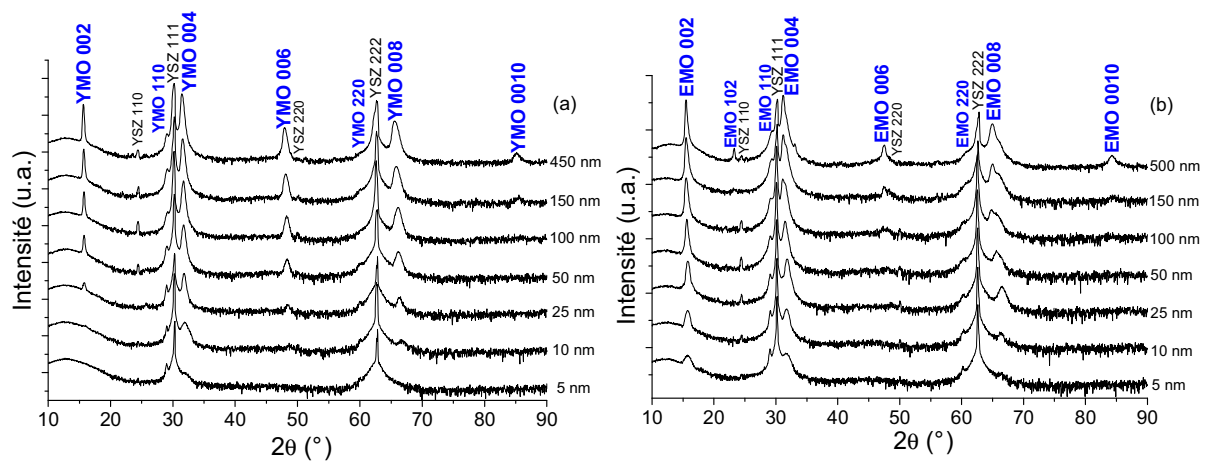 YMO 002
YSZ 110
YMO 110
YSZ 111
YMO 004
YMO 006
YSZ 220
YMO 220
YSZ 222
YMO 008
YMO 0010
(a)
450 nm
150 nm
100 nm
50 nm
25 nm
10 nm
5 nm
Intensité (u.a.)
10 20 30 40 50 60 70 80 90
2θ (°)
EMO 002
EMO 102
YSZ 110
EMO 110
YSZ 111
EMO 004
EMO 006
YSZ 220
EMO 220
YSZ 222
EMO 008
EMO 0010
(b)
500 nm
150 nm
100 nm
50 nm
25 nm
10 nm
5 nm
Intensité (u.a.)
10 20 30 40 50 60 70 80 90
2θ (°)